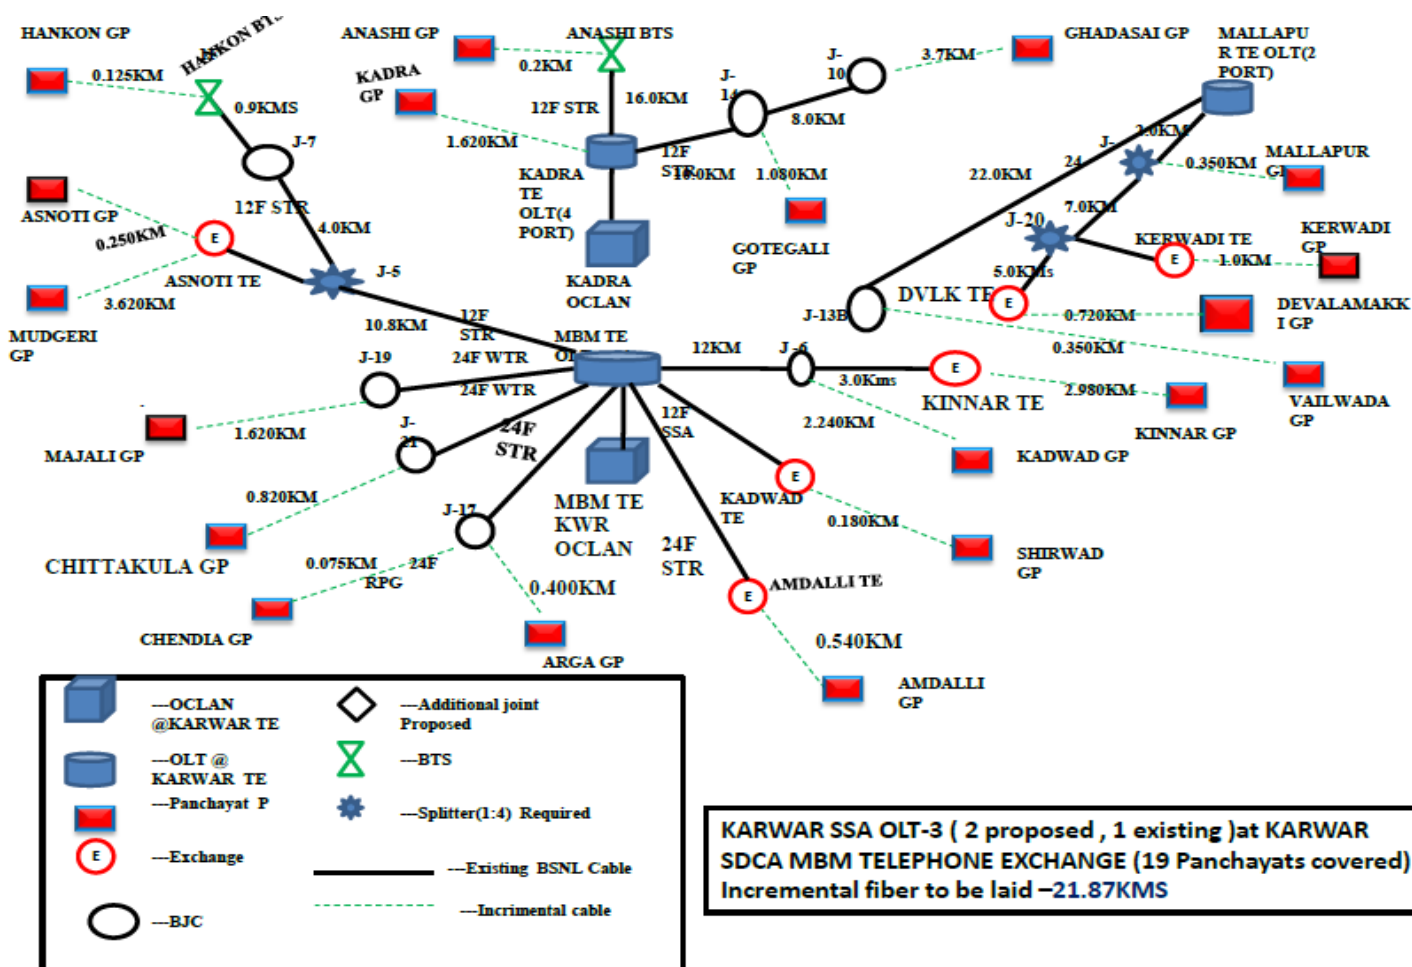 HANKON GP
HANKON BTS
0.125KM
0.9KMS
J-7
ASNOTI GP
12F STR
4.0KM
0.250KM
E
ASNOTI TE
J-5
MUDGERI
GP
3.620KM
10.8KM
12F
STR
ANASHI GP
ANASHI BTS
0.2KM
KADRA
GP
12F STR
16.0KM
1.620KM
KADRA
TE
OLT(4
PORT)
12F
STR
J-
14
J-
10
8.0KM
3.7KM
GHADASAI GP
1.080KM
GOTEGALI
GP
KADRA
OCLAN
MALLAPU
R TE OLT(2
PORT)
2.0KM
J-
24
0.350KM
MALLAPUR
GP
22.0KM
7.0KM
J-20
KERWADI TE
E
1.0KM
KERWADI
GP
5.0KMs
DVLK TE
E
0.720KM
DEVALAMAKK
I GP
J-13B
0.350KM
VAILWADA
GP
MBM TE
J-19
24F WTR
24F WTR
1.620KM
MAJALI GP
J-
21
24F
STR
0.820KM
CHITTAKULA GP
J-17
0.075KM
24F
RPG
CHENDIA GP
0.400KM
ARGA GP
MBM TE
KWR
OCLAN
12KM
J -6
3.0Kms
E
KINNAR TE
2.980KM
KINNAR GP
2.240KM
KADWAD GP
12F
SSA
KADWAD
TE
E
0.180KM
SHIRWAD
GP
24F
STR
E
AMDALLI TE
0.540KM
AMDALLI
GP
---OCLAN
@KARWAR TE
---Additional joint
Proposed
---OLT @
KARWAR TE
---BTS
---Panchayat P
---Splitter(1:4) Required
E
---Exchange
---Existing BSNL Cable
---BJC
---Incrimental cable
KARWAR SSA OLT-3 ( 2 proposed , 1 existing )at KARWAR
SDCA MBM TELEPHONE EXCHANGE (19 Panchayats covered)
Incremental fiber to be laid –21.87KMS